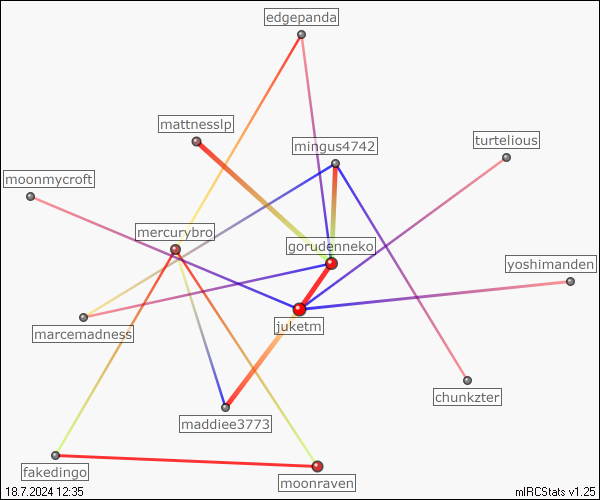 edgepanda
mattnesslp
mingus4742
turtelious
moonmycroft
mercurybro
gorudenneko
yoshimanden
marcemadness
juketm
chunkzter
maddiee3773
fakedingo
moonraven
18.7.2024 12:35
mIRCStats v1.25